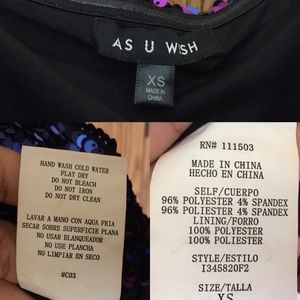 AS U WISH
XS
MADE IN
CHINA
HAND WASH COLD WATER
FLAT DRY
DO NOT BLEACH
DO NOT IRON
DO NOT DRY CLEAN
LAVAR A MANO CON AQUA FRIA
SECAR SOBRE SUPERFICIE PLANA
NO USAR BLANQUEADOR
NO USE PLANCHA
NO LIMPIAR EN SECO
#C03
RN# 111503
MADE IN CHINA
HECHO EN CHINA
SELF/CUERPO
96% POLYESTER 4% SPANDEX
96% POLIESTER 4% SPANDEX
LINING/FORRO
100% POLYESTER
100% POLIESTER
STYLE/ESTILO
I345820F2
SIZE/TALLA
XS